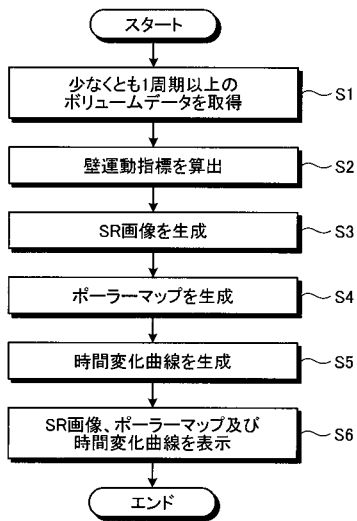 スタート
少なくとも1周期以上の
ボリュームデータを取得
S1
壁運動指標を算出
S2
SR画像を生成
S3
ポーラーマップを生成
S4
時間変化曲線を生成
S5
SR画像、ポーラーマップ及び
時間変化曲線を表示
S6
エンド